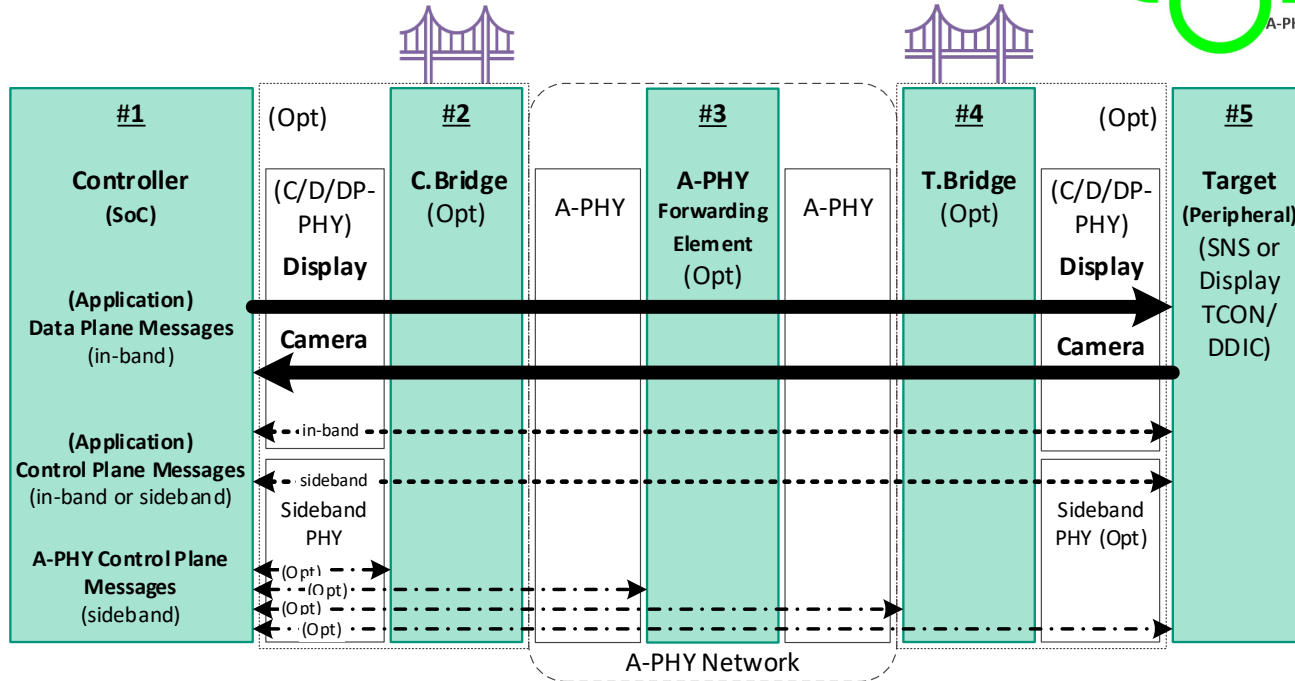 A-PH
#1
Controller
(SoC)
(Application)
Data Plane Messages
(in-band)
(Application)
Control Plane Messages
(in-band or sideband)
A-PHY Control Plane
Messages
(sideband)
(Opt)
(C/D/DP-
PHY)
Display
Camera
in-band
sideband
Sideband
PHY
(Opt)
(Opt)
(Opt)
(Opt)
#2
C.Bridge
(Opt)
A-PHY
#3
A-PHY
Forwarding
Element
(Opt)
A-PHY
A-PHY Network
#4
T.Bridge
(Opt)
(Opt)
(C/D/DP-
PHY)
Display
Camera
Sideband
PHY (Opt)
#5
Target
(Peripheral)
(SNS or
Display
TCON/
DDIC)